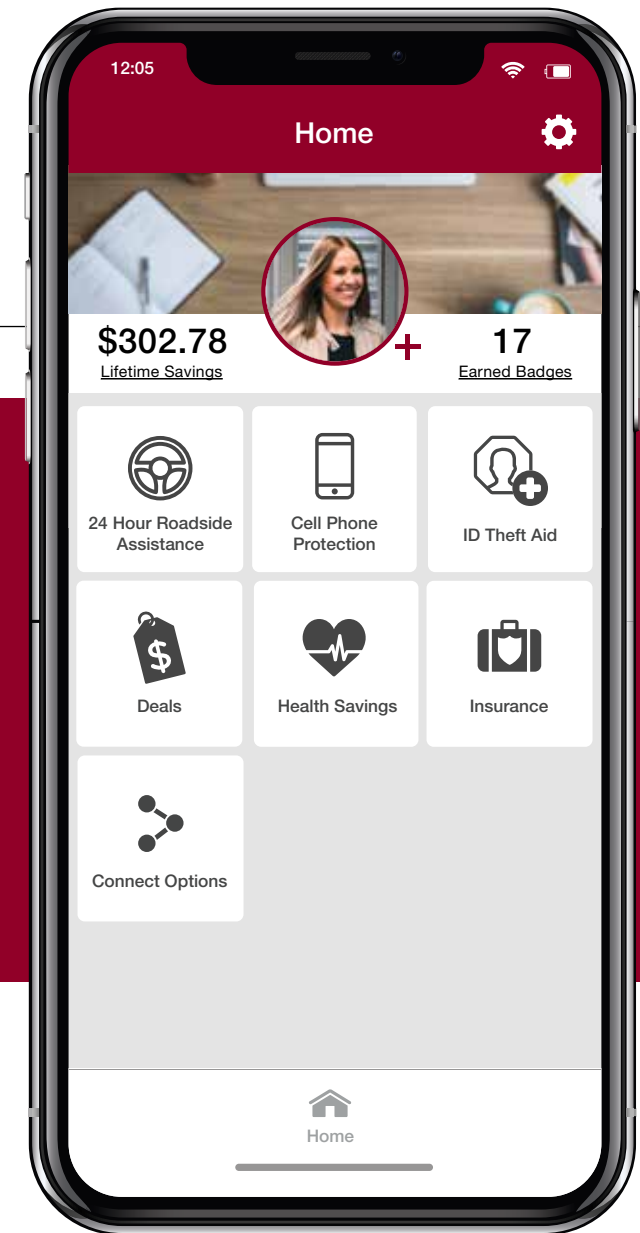 12:05
Home
$302.78
Lifetime Savings
17
Earned Badges
24 Hour Roadside
Assistance
Cell Phone
Protection
ID Theft Aid
$
Deals
Health Savings
Insurance
Connect Options
Home